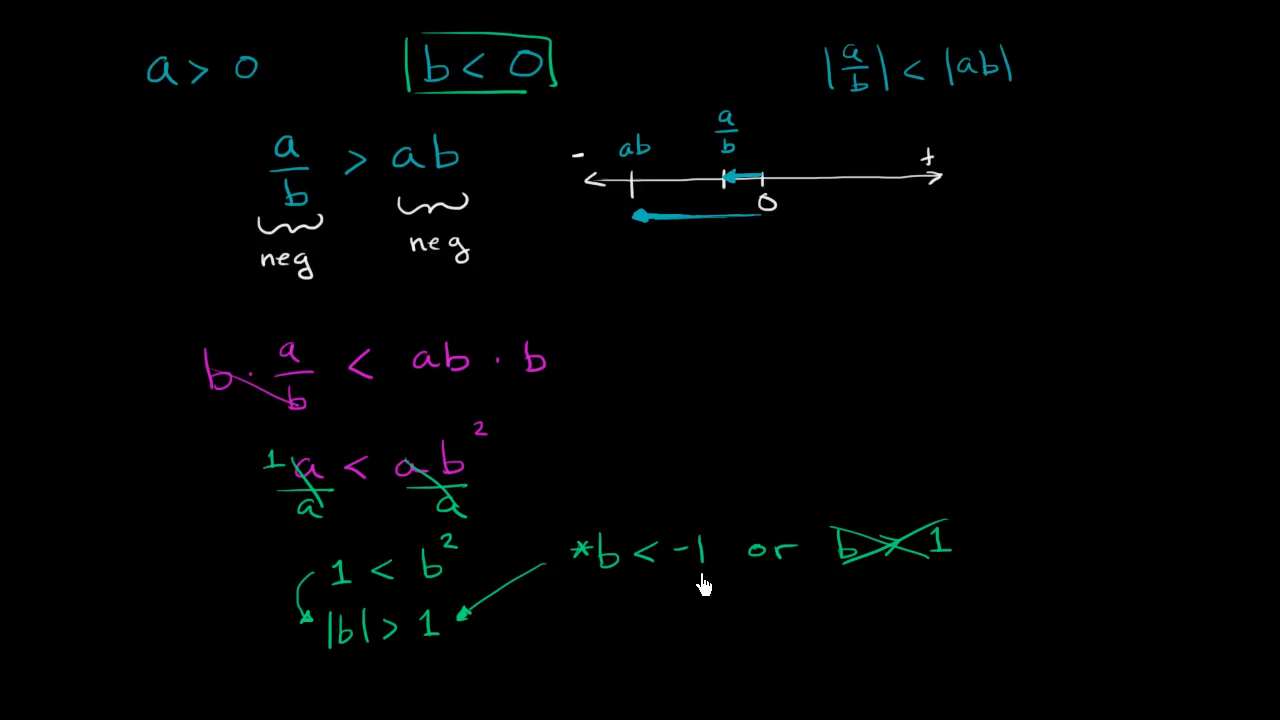 a > 0   b < 0   |a/b| < |ab|
a/b > ab
neg   neg
-   ab   a/b   0   +
b · a/b < ab · b
1 a/a < ab²/a
1 < b²   *b < -1 or b > 1
|b| > 1